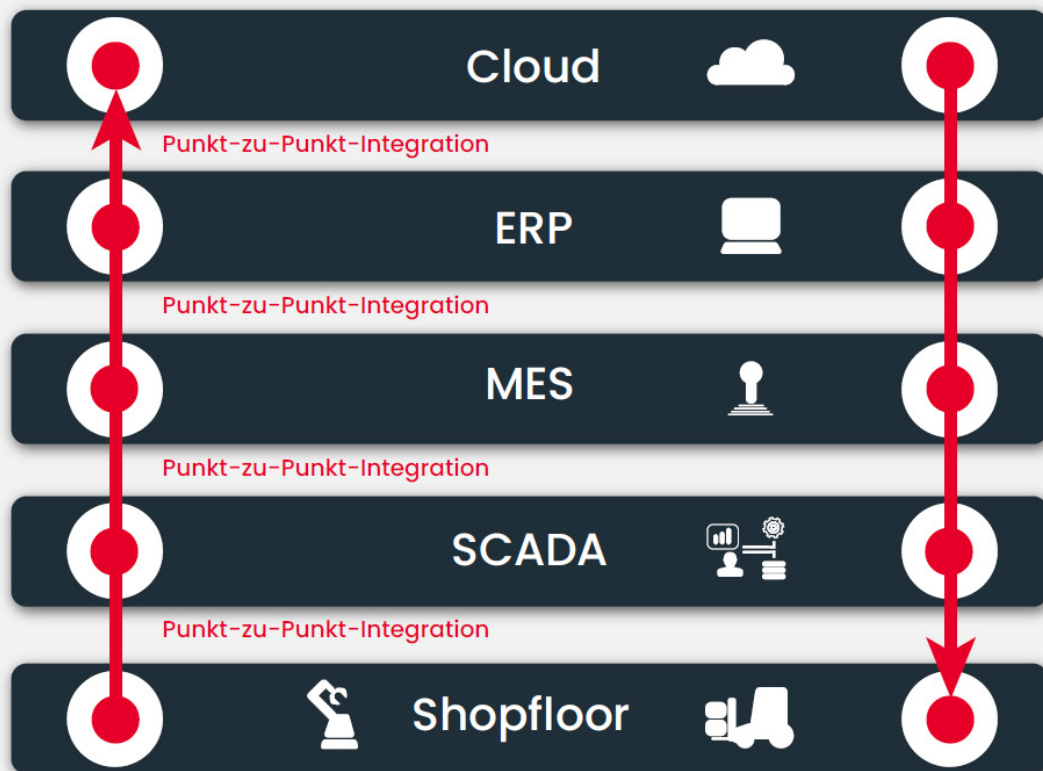 Cloud
Punkt-zu-Punkt-Integration
ERP
Punkt-zu-Punkt-Integration
MES
Punkt-zu-Punkt-Integration
SCADA
Punkt-zu-Punkt-Integration
Shopfloor